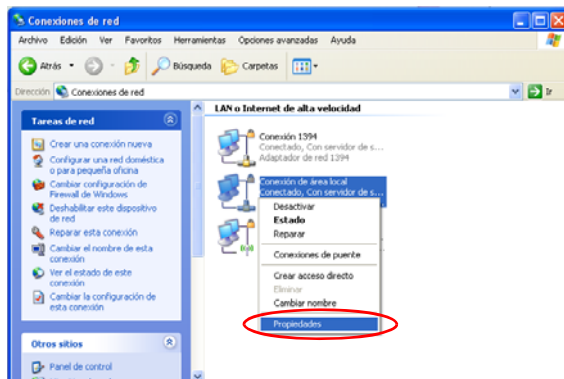 Conexiones de red
Archivo Edición Ver Favoritos Herramientas Opciones avanzadas Ayuda
Atrás Búsqueda Carpetas
Dirección Conexiones de red Ir
Tareas de red
Crear una conexión nueva
Configurar una red doméstica
o para pequeña oficina
Cambiar configuración de
Firewall de Windows
Deshabilitar este dispositivo
de red
Reparar esta conexión
Cambiar el nombre de esta
conexión
Ver el estado de este
conexión
Cambiar la configuración de
esta conexión
Otros sitios
Panel de control
LAN o Internet de alta velocidad
Conexión 1394
Conectado, Con servidor de s...
Adaptador de red 1394
Conexión de área local
Conectado, Con servidor de s...
Desactivar
Estado
Reparar
Conexiones de puente
Crear acceso directo
Eliminar
Cambiar nombre
Propiedades